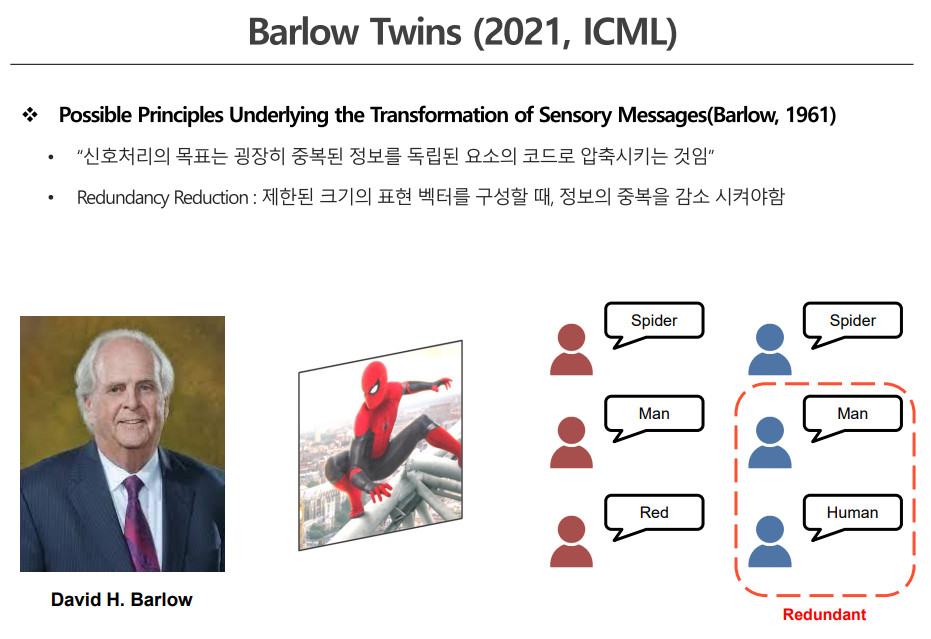 Barlow Twins (2021, ICML)
❖ Possible Principles Underlying the Transformation of Sensory Messages(Barlow, 1961)
• “신호처리의 목표는 굉장히 중복된 정보를 독립된 요소의 코드로 압축시키는 것임”
• Redundancy Reduction : 제한된 크기의 표현 벡터를 구성할 때, 정보의 중복을 감소 시켜야함
Spider
Spider
Man
Man
Red
Human
David H. Barlow
Redundant